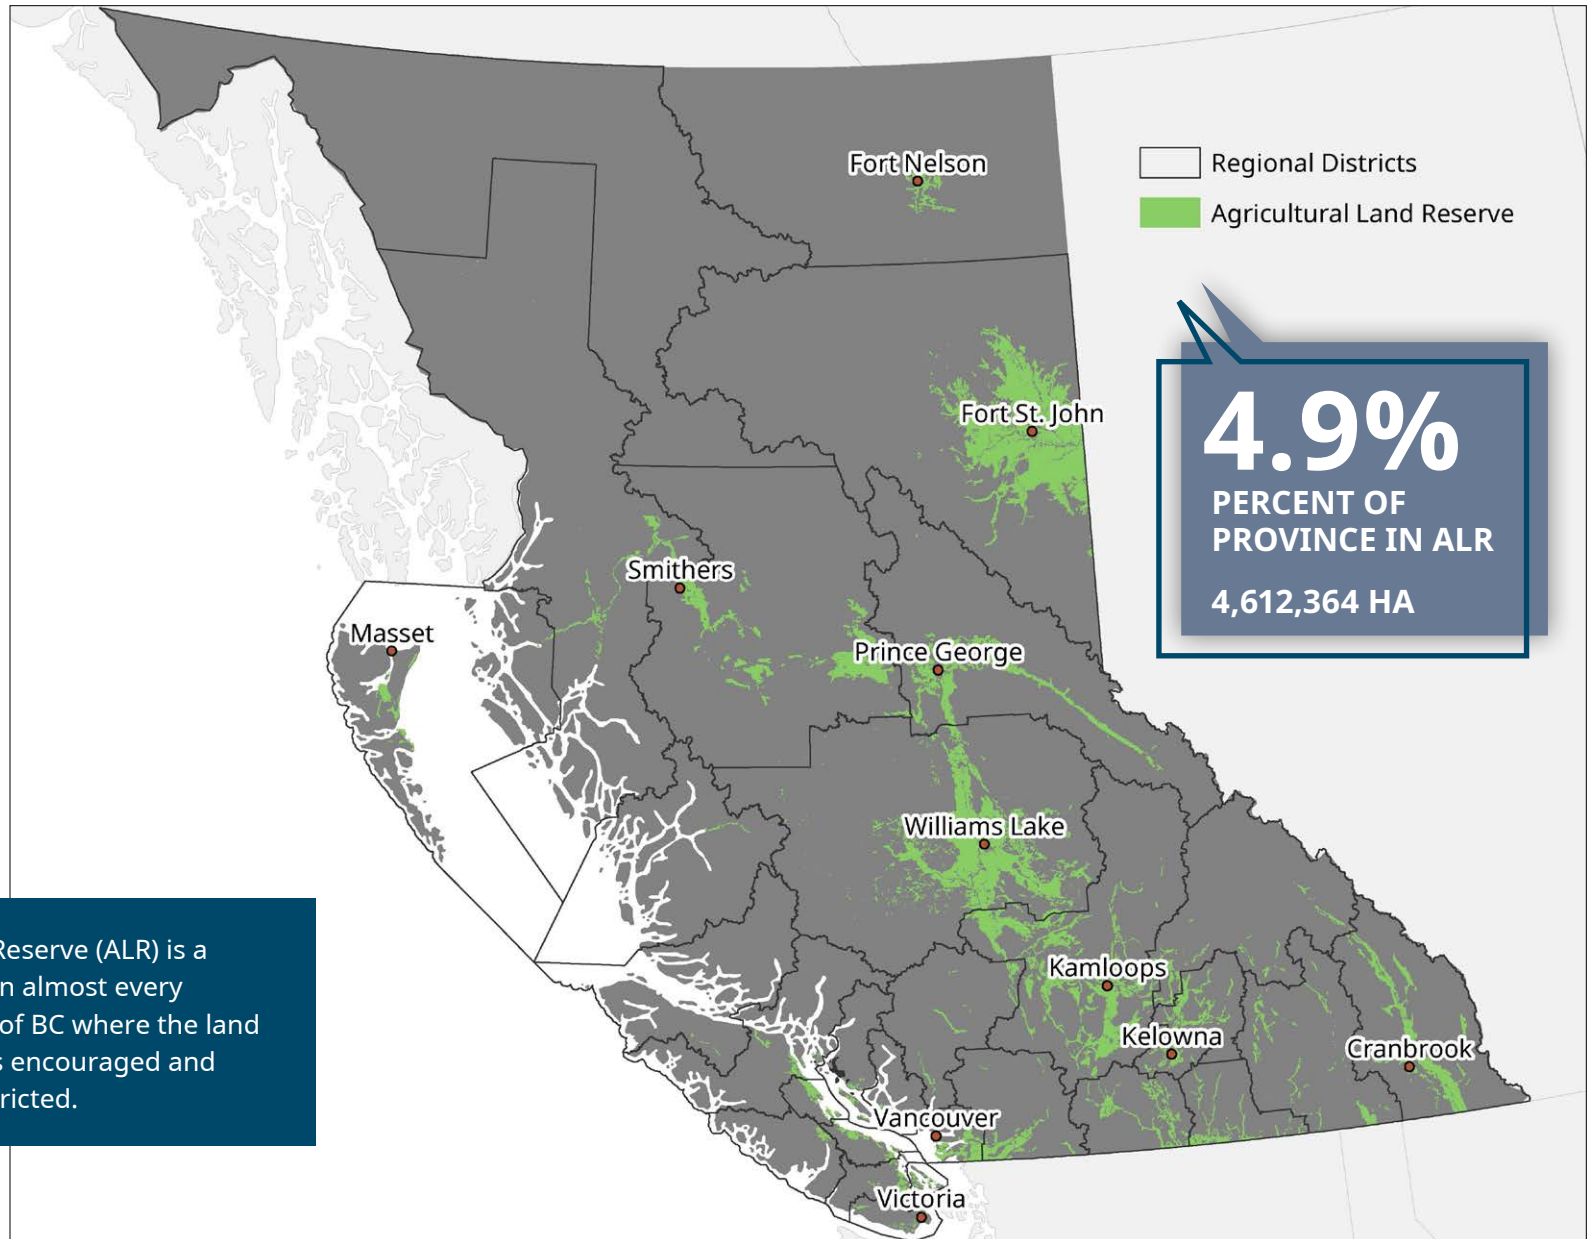 Fort Nelson
Regional Districts
Agricultural Land Reserve
Fort St. John
4.9%
PERCENT OF
PROVINCE IN ALR
4,612,364 HA
Smithers
Masset
Prince George
Williams Lake
Reserve (ALR) is a
n almost every
of BC where the land
s encouraged and
ricted.
Kamloops
Kelowna
Cranbrook
Vancouver
Victoria